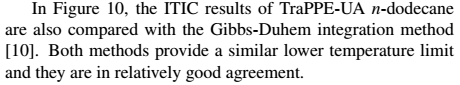 In Figure 10, the ITIC results of TraPPE-UA n-dodecane
are also compared with the Gibbs-Duhem integration method
[10]. Both methods provide a similar lower temperature limit
and they are in relatively good agreement.